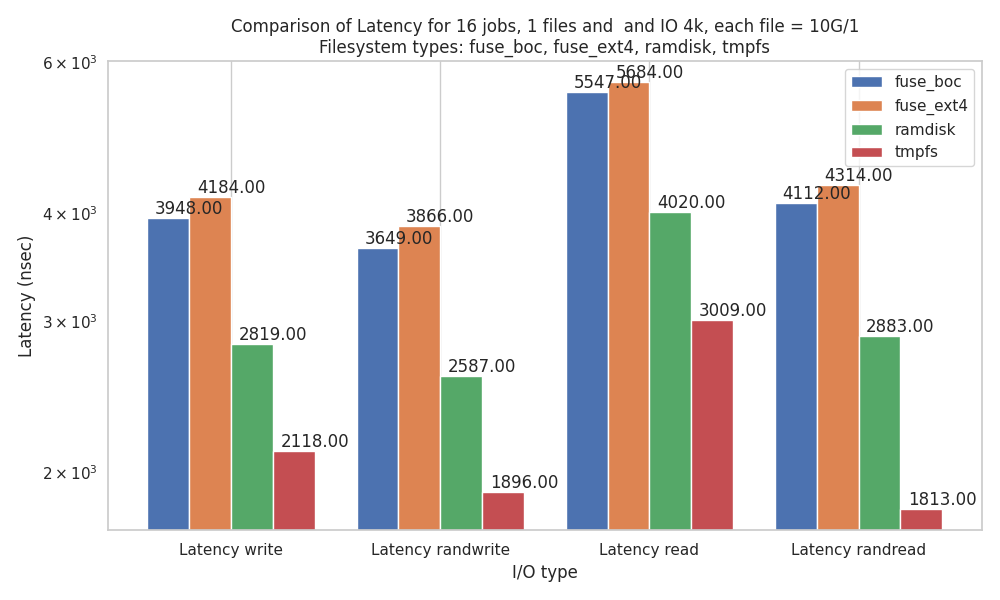 Comparison of Latency for 16 jobs, 1 files and  and IO 4k, each file = 10G/1
Filesystem types: fuse_boc, fuse_ext4, ramdisk, tmpfs
Latency (nsec)
6 × 10³
4 × 10³
3 × 10³
2 × 10³
3948.00
4184.00
2819.00
2118.00
3649.00
3866.00
2587.00
1896.00
5547.00
5684.00
4020.00
3009.00
4112.00
4314.00
2883.00
1813.00
fuse_boc
fuse_ext4
ramdisk
tmpfs
Latency write
Latency randwrite
Latency read
Latency randread
I/O type